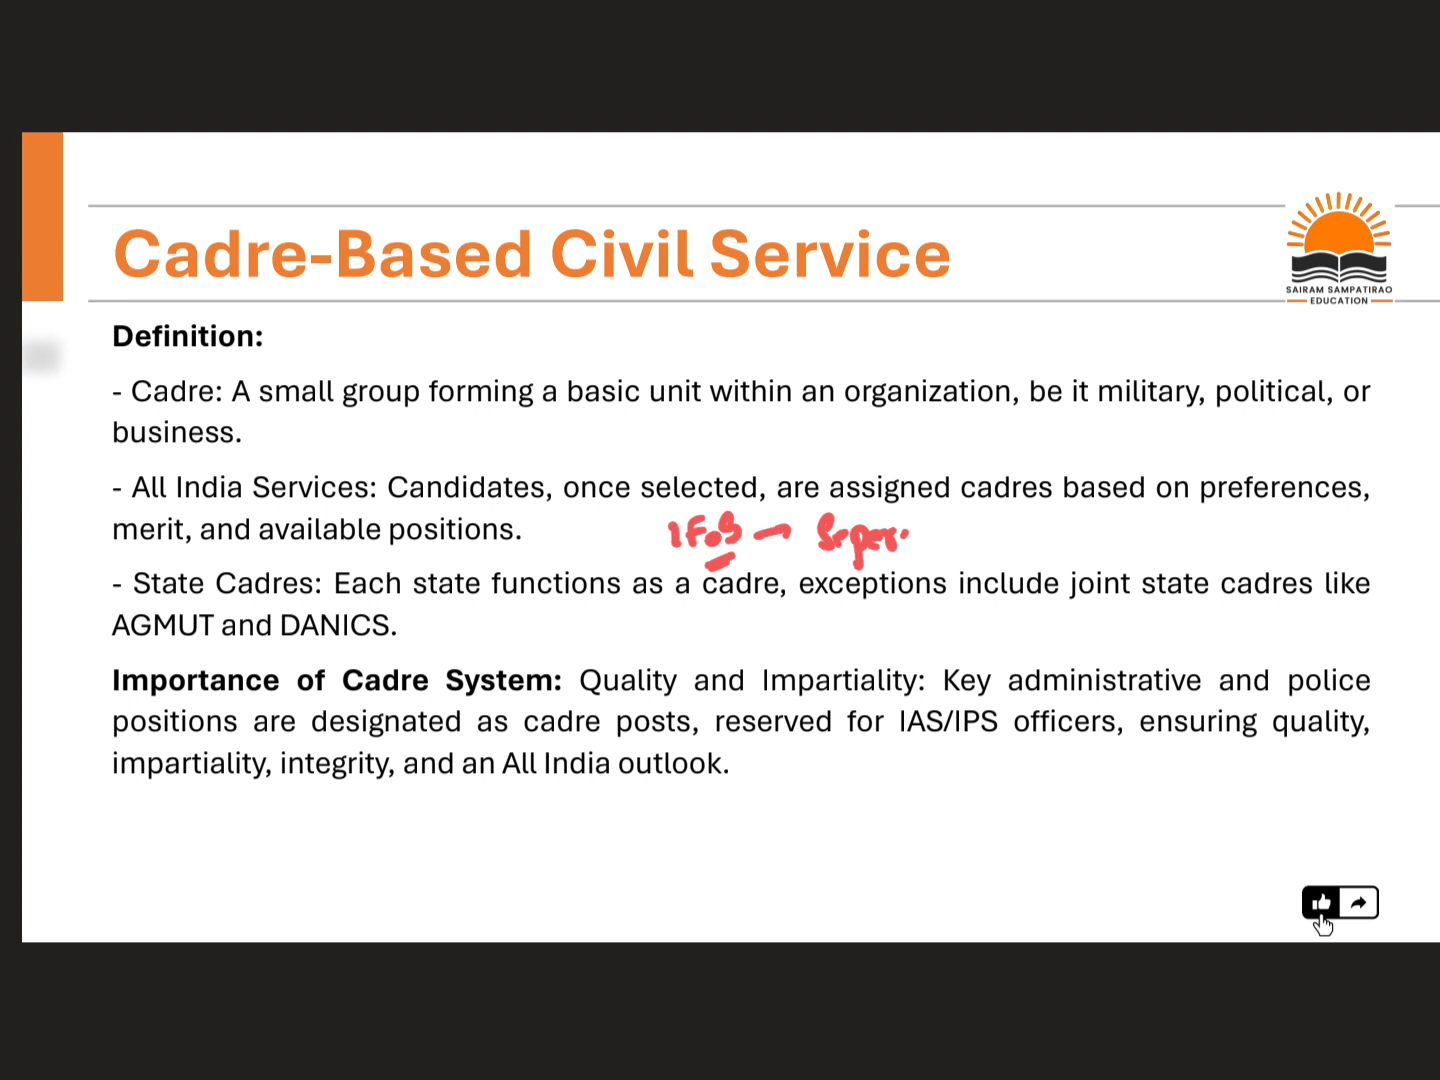 Cadre-Based Civil Service
SAIRAM SAMPATIRAO
EDUCATION
Definition:
- Cadre: A small group forming a basic unit within an organization, be it military, political, or
business.
- All India Services: Candidates, once selected, are assigned cadres based on preferences,
merit, and available positions.
IFoS →
- State Cadres: Each state functions as a cadre, exceptions include joint state cadres like
AGMUT and DANICS.
Importance of Cadre System: Quality and Impartiality: Key administrative and police
positions are designated as cadre posts, reserved for IAS/IPS officers, ensuring quality,
impartiality, integrity, and an All India outlook.